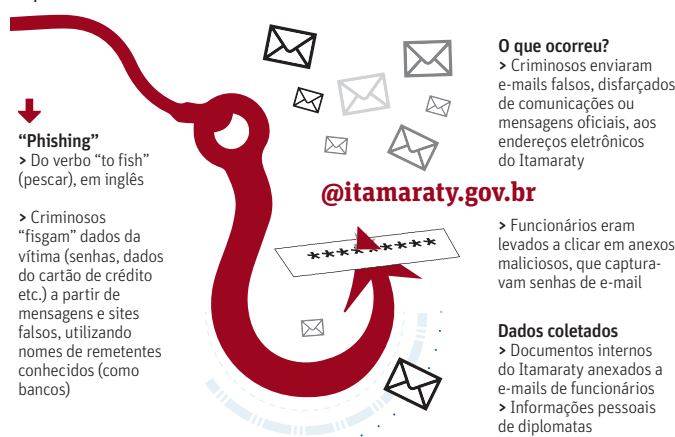 “Phishing”
> Do verbo “to fish”
(pescar), em inglês
> Criminosos
“fisgam” dados da
vítima (senhas, dados
do cartão de crédito
etc.) a partir de
mensagens e sites
falsos, utilizando
nomes de remetentes
conhecidos (como
bancos)
@itamaraty.gov.br
*********
O que ocorreu?
> Criminosos enviaram
e-mails falsos, disfarçados
de comunicações ou
mensagens oficiais, aos
endereços eletrônicos
do Itamaraty
> Funcionários eram
levados a clicar em anexos
maliciosos, que captura-
vam senhas de e-mail
Dados coletados
> Documentos internos
do Itamaraty anexados a
e-mails de funcionários
> Informações pessoais
de diplomatas